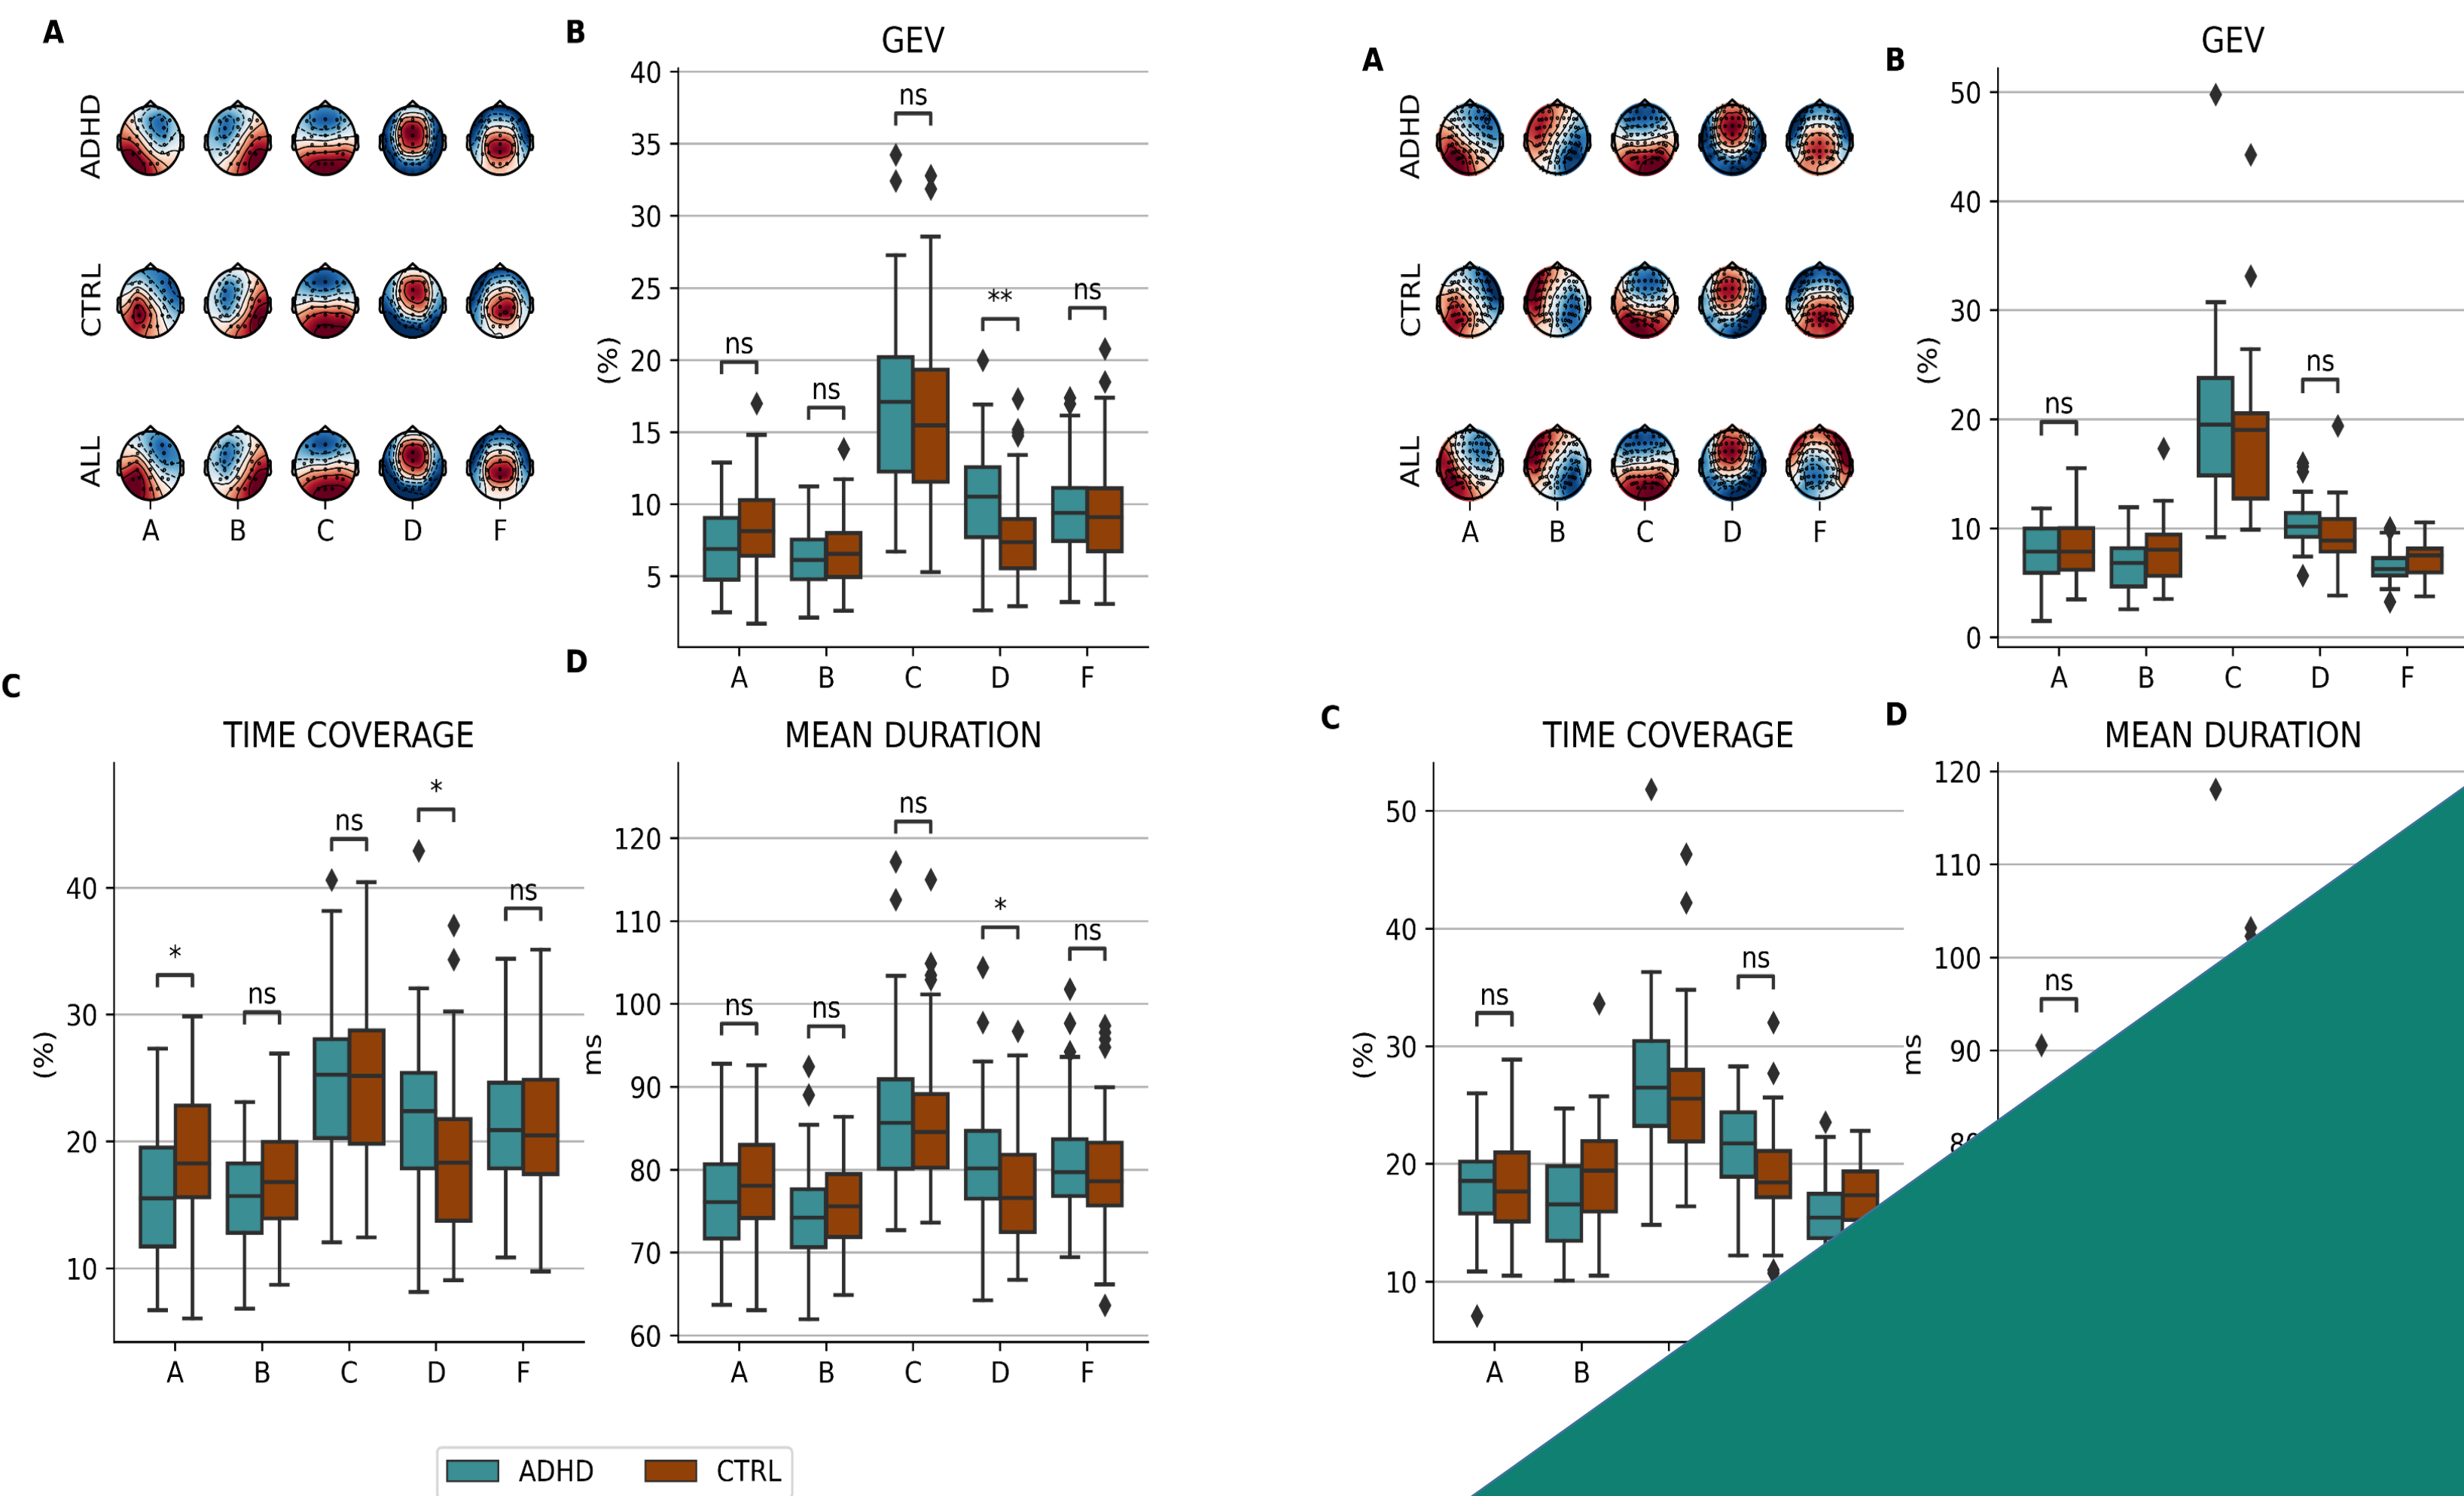 A
ADHD
CTRL
ALL
A B C D F
B
GEV
(%)
40
35
30
25
20
15
10
5
ns
ns
ns
**
ns
A B C D F
C
TIME COVERAGE
(%)
40
30
20
10
*
ns
ns
*
ns
A B C D F
D
MEAN DURATION
ms
120
110
100
90
80
70
60
ns
ns
ns
*
ns
A B C D F
ADHD CTRL
A
ADHD
CTRL
ALL
A B C D F
B
GEV
(%)
50
40
30
20
10
0
ns
ns
A B C D F
C
TIME COVERAGE
(%)
50
40
30
20
10
ns
ns
A B
D
MEAN DURATION
ms
120
110
100
90
ns